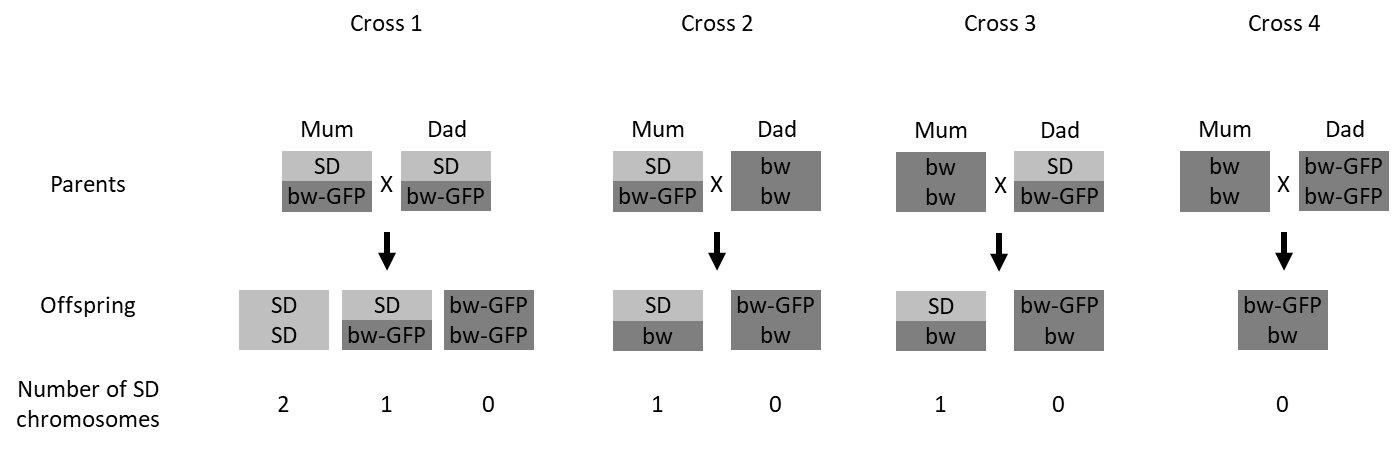 Cross 1 Cross 2 Cross 3 Cross 4
Mum Dad Mum Dad Mum Dad Mum Dad
Parents
SD X SD
bw-GFP bw-GFP
SD X bw
bw-GFP bw
bw X SD
bw bw-GFP
bw X bw-GFP
bw bw-GFP
Offspring
SD SD bw-GFP
SD bw-GFP bw-GFP
SD bw-GFP
bw bw
SD bw-GFP
bw bw
bw-GFP
bw
Number of SD
chromosomes
2 1 0 1 0 1 0 0